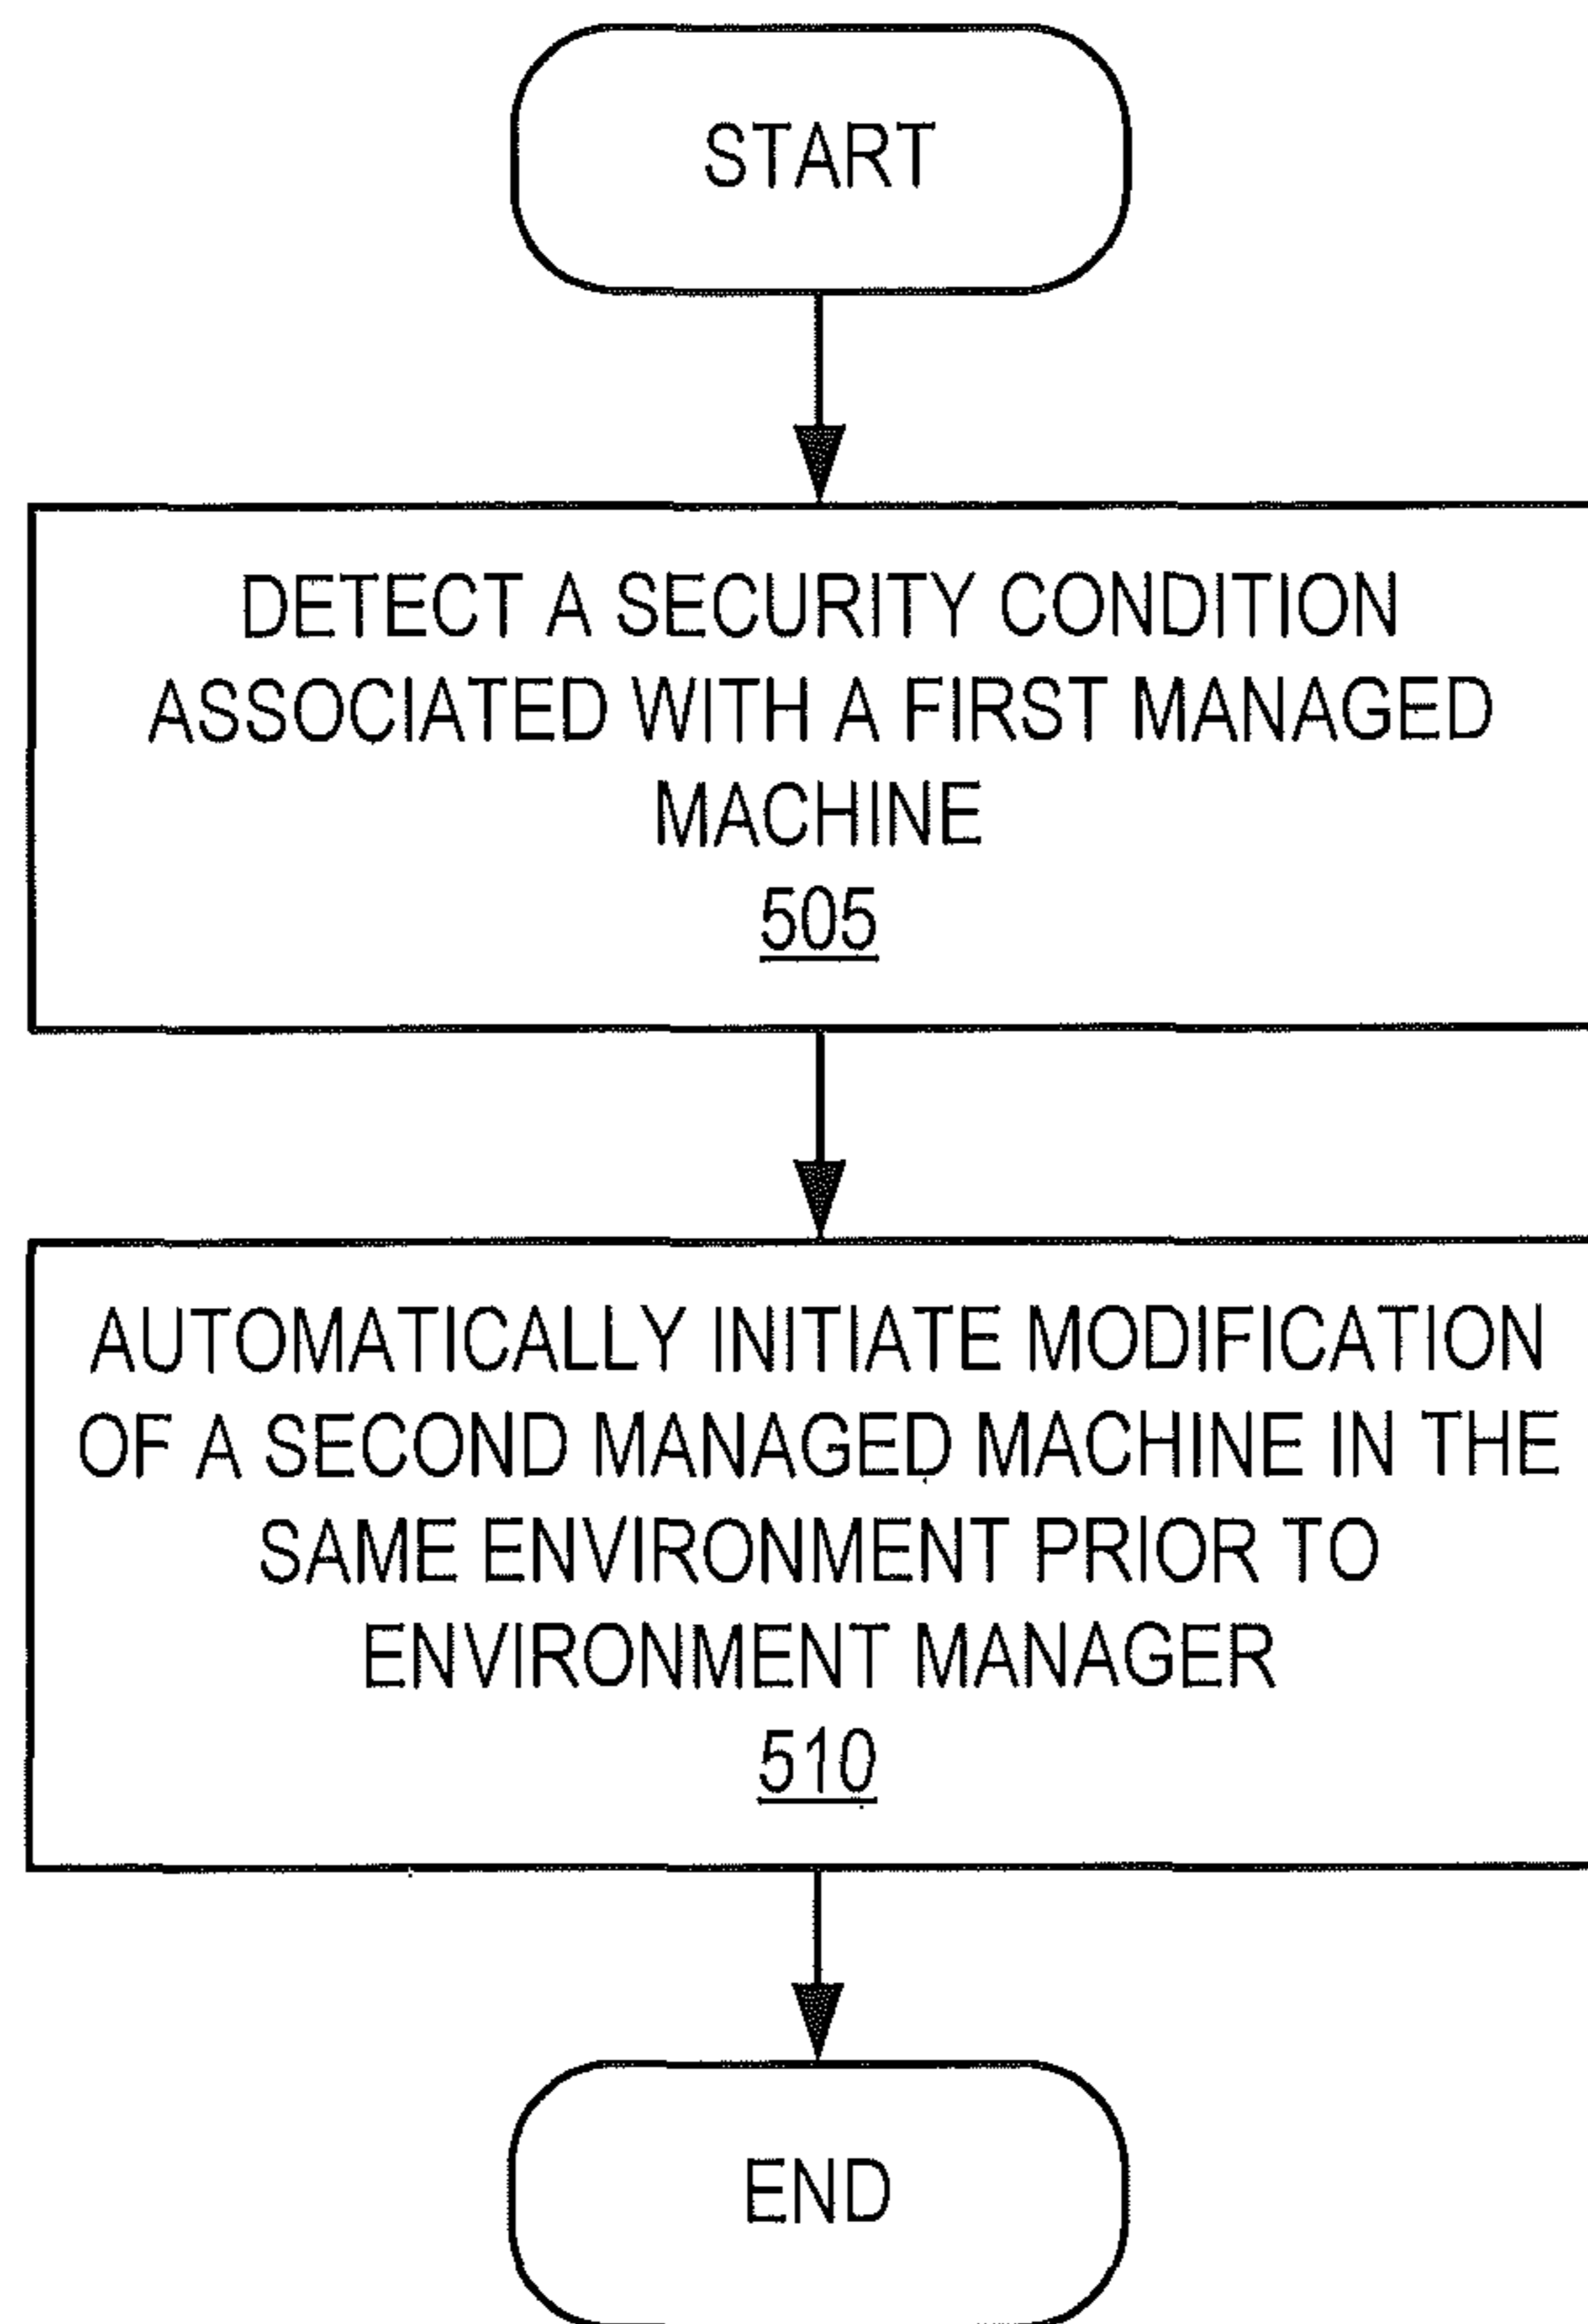 START
DETECT A SECURITY CONDITION
ASSOCIATED WITH A FIRST MANAGED
MACHINE
505
AUTOMATICALLY INITIATE MODIFICATION
OF A SECOND MANAGED MACHINE IN THE
SAME ENVIRONMENT PRIOR TO
ENVIRONMENT MANAGER
510
END